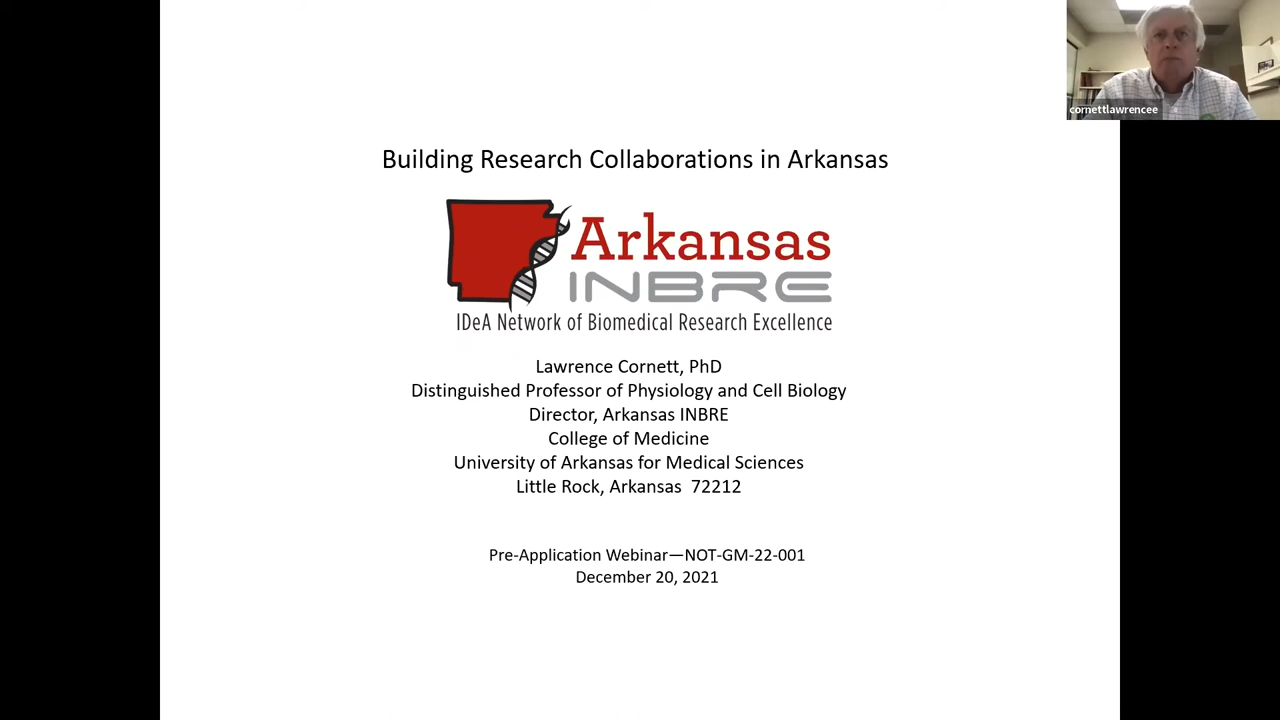 cornettlawrencee
Building Research Collaborations in Arkansas
Arkansas
INBRE
IDeA Network of Biomedical Research Excellence
Lawrence Cornett, PhD
Distinguished Professor of Physiology and Cell Biology
Director, Arkansas INBRE
College of Medicine
University of Arkansas for Medical Sciences
Little Rock, Arkansas  72212
Pre-Application Webinar—NOT-GM-22-001
December 20, 2021